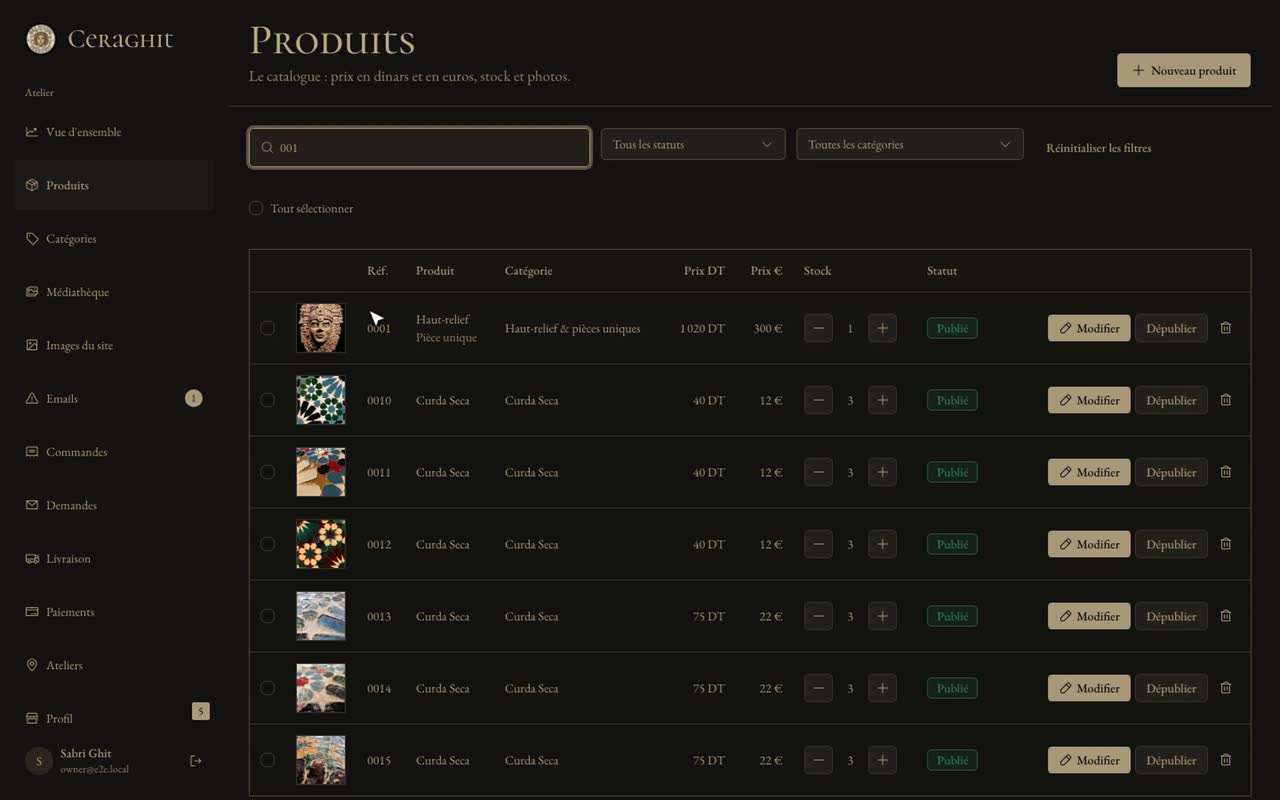 Ceraghit
Produits
Le catalogue : prix en dinars et en euros, stock et photos.
Nouveau produit
Atelier
Vue d'ensemble
Produits
Catégories
Médiathèque
Images du site
Emails 1
Commandes
Demandes
Livraison
Paiements
Ateliers
Profil 5
S
Sabri Ghit
owner@e2e.local
001
Tous les statuts
Toutes les catégories
Réinitialiser les filtres
Tout sélectionner
Réf. Produit Catégorie Prix DT Prix € Stock Statut
0001 Haut-relief Pièce unique Haut-relief & pièces uniques 1 020 DT 300 € 1 Publié Modifier Dépublier
0010 Curda Seca Curda Seca 40 DT 12 € 3 Publié Modifier Dépublier
0011 Curda Seca Curda Seca 40 DT 12 € 3 Publié Modifier Dépublier
0012 Curda Seca Curda Seca 40 DT 12 € 3 Publié Modifier Dépublier
0013 Curda Seca Curda Seca 75 DT 22 € 3 Publié Modifier Dépublier
0014 Curda Seca Curda Seca 75 DT 22 € 3 Publié Modifier Dépublier
0015 Curda Seca Curda Seca 75 DT 22 € 3 Publié Modifier Dépublier